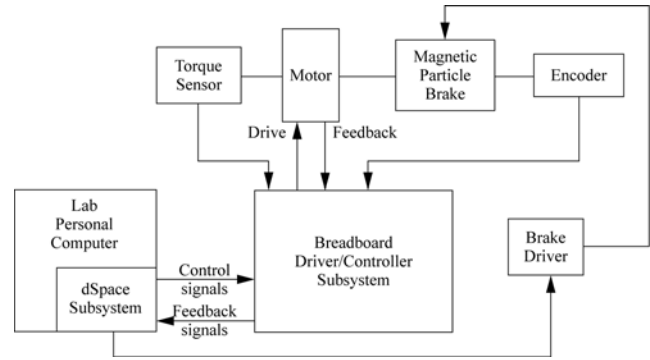 Torque
Sensor
Motor
Magnetic
Particle
Brake
Encoder
Drive
Feedback
Lab
Personal
Computer
dSpace
Subsystem
Control
signals
Feedback
signals
Breadboard
Driver/Controller
Subsystem
Brake
Driver